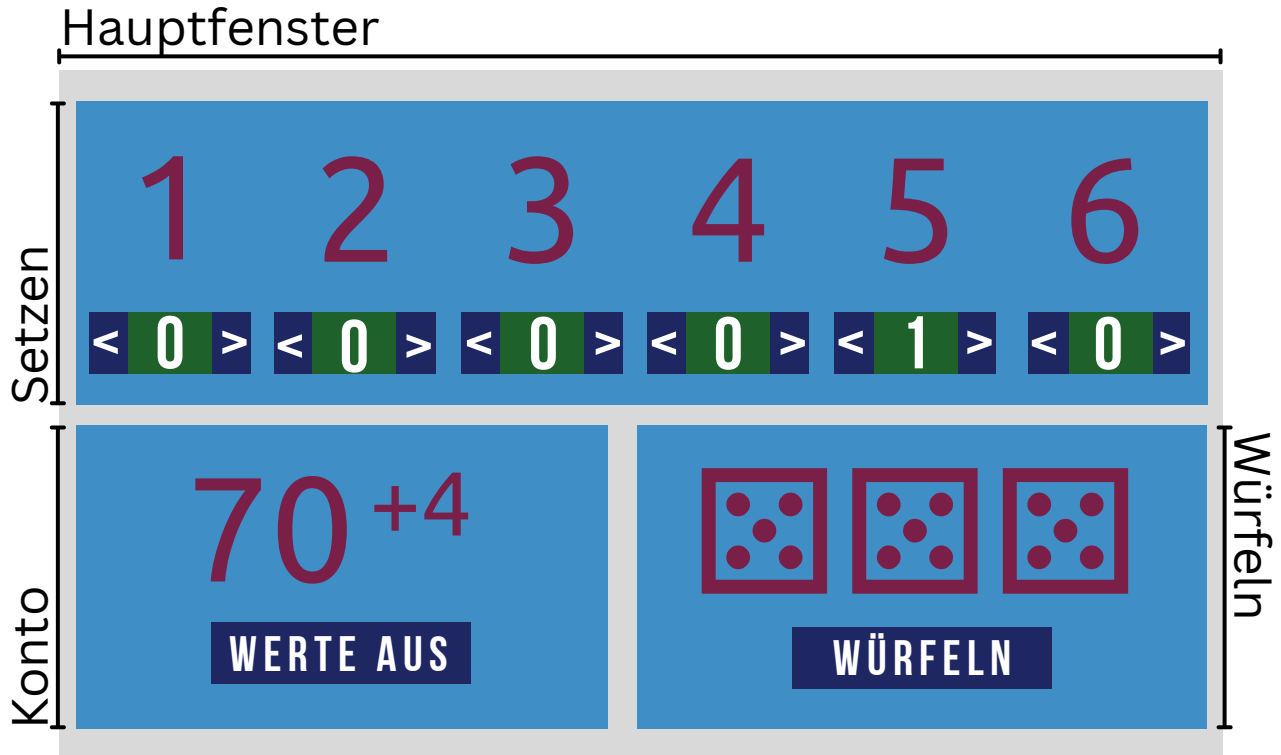 Hauptfenster
Setzen
1 2 3 4 5 6
< 0 > < 0 > < 0 > < 0 > < 1 > < 0 >
Konto
70 +4
WERTE AUS
WÜRFELN
Würfeln